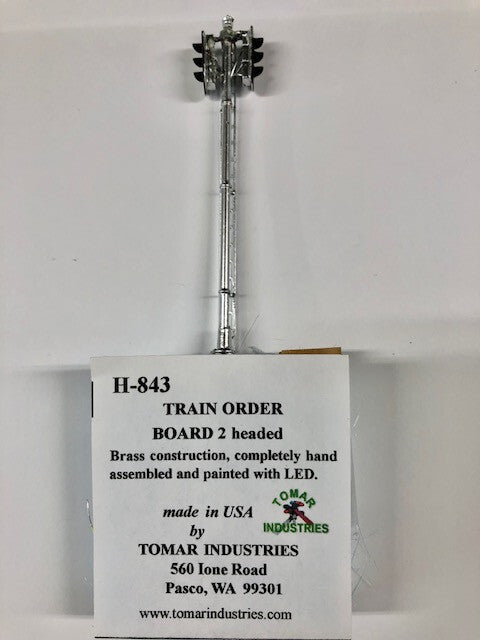 H-843
TRAIN ORDER
BOARD 2 headed
Brass construction, completely hand
assembled and painted with LED.
TOMAR
INDUSTRIES
made in USA
by
TOMAR INDUSTRIES
560 Ione Road
Pasco, WA 99301
www.tomarindustries.com